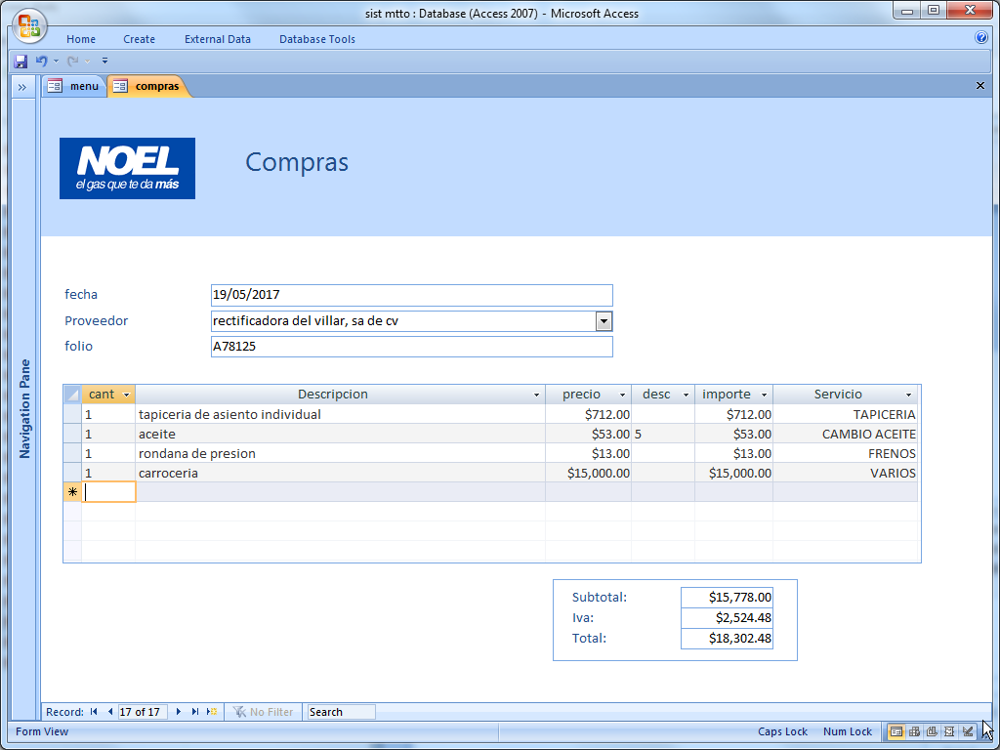 sist mtto : Database (Access 2007) - Microsoft Access
Home Create External Data Database Tools
menu compras
NOEL
el gas que te da más
Compras
Navigation Pane
fecha 19/05/2017
Proveedor rectificadora del villar, sa de cv
folio A78125
cant Descripcion precio desc importe Servicio
1 tapiceria de asiento individual $712.00 $712.00 TAPICERIA
1 aceite $53.00 5 $53.00 CAMBIO ACEITE
1 rondana de presion $13.00 $13.00 FRENOS
1 carroceria $15,000.00 $15,000.00 VARIOS
Subtotal: $15,778.00
Iva: $2,524.48
Total: $18,302.48
Record: 17 of 17 No Filter Search
Form View Caps Lock Num Lock